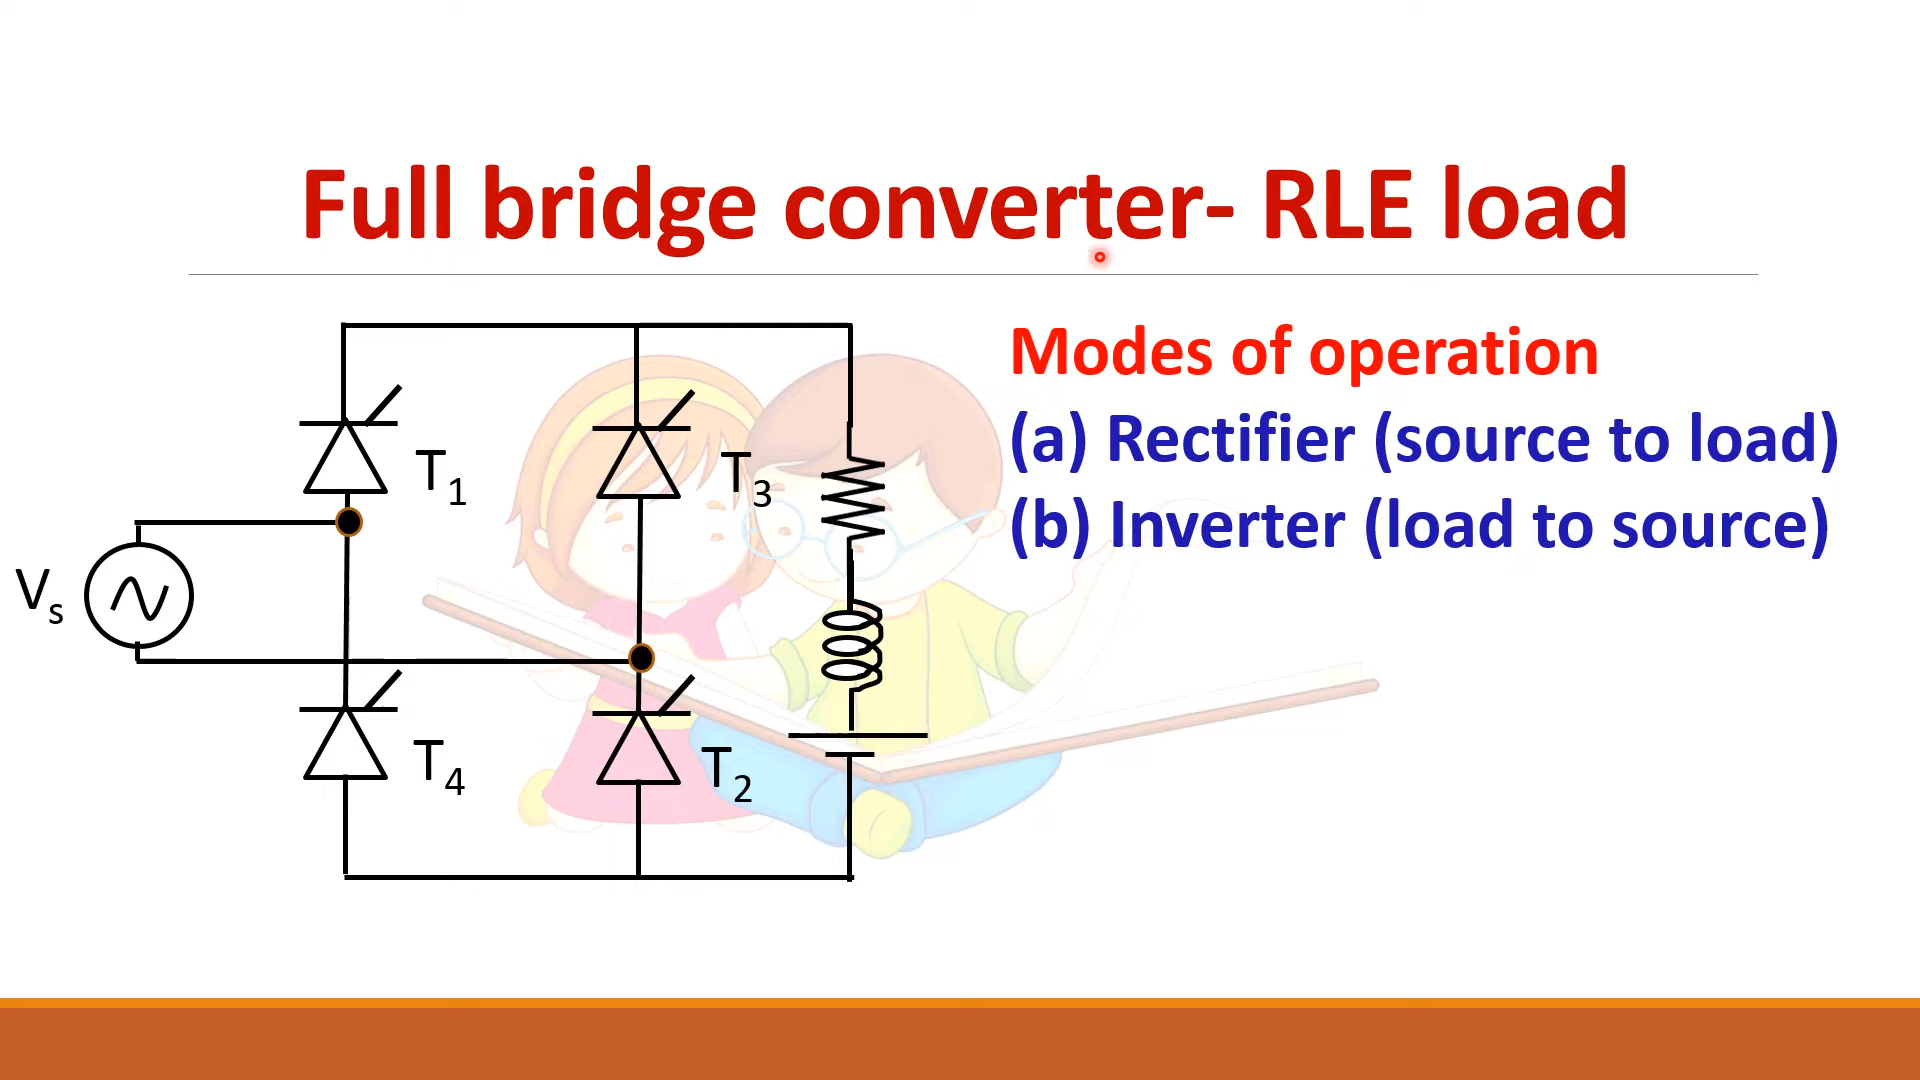 Full bridge converter- RLE load
Modes of operation
(a) Rectifier (source to load)
(b) Inverter (load to source)
T1
T3
Vs
T4
T2